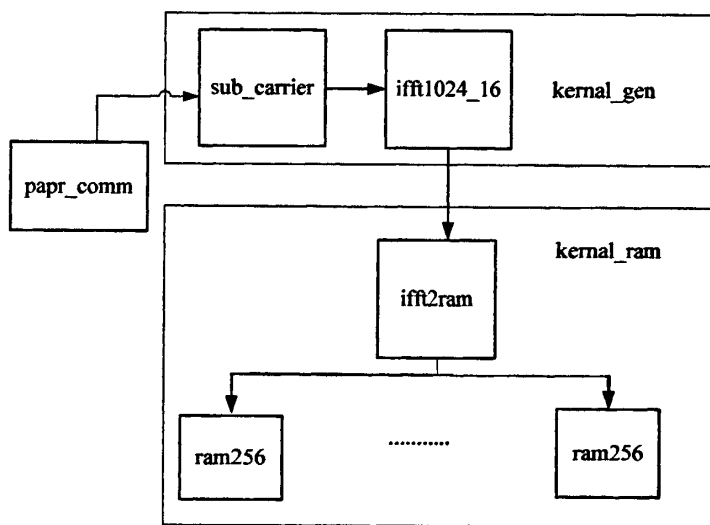 sub_carrier
ifft1024_16
kernal_gen
papr_comm
kernal_ram
ifft2ram
ram256
...........
ram256